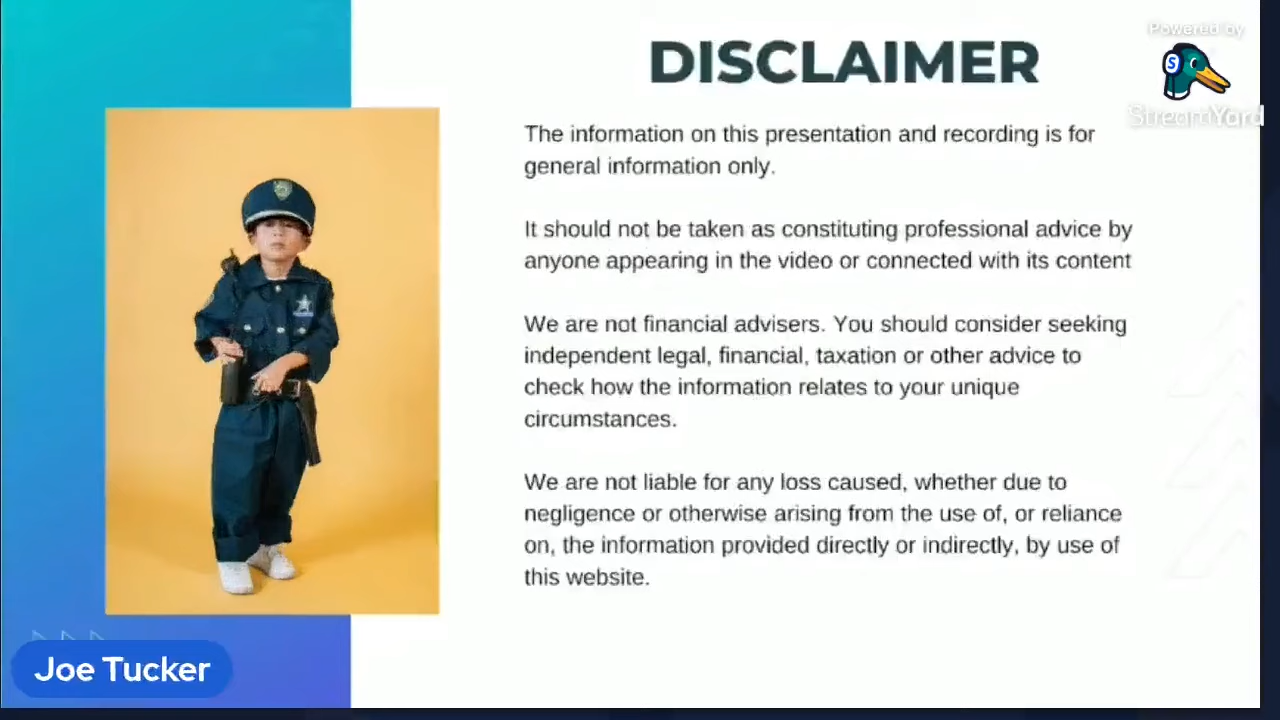 DISCLAIMER
Powered by
StreamYard
The information on this presentation and recording is for
general information only.
It should not be taken as constituting professional advice by
anyone appearing in the video or connected with its content
We are not financial advisers. You should consider seeking
independent legal, financial, taxation or other advice to
check how the information relates to your unique
circumstances.
We are not liable for any loss caused, whether due to
negligence or otherwise arising from the use of, or reliance
on, the information provided directly or indirectly, by use of
this website.
Joe Tucker